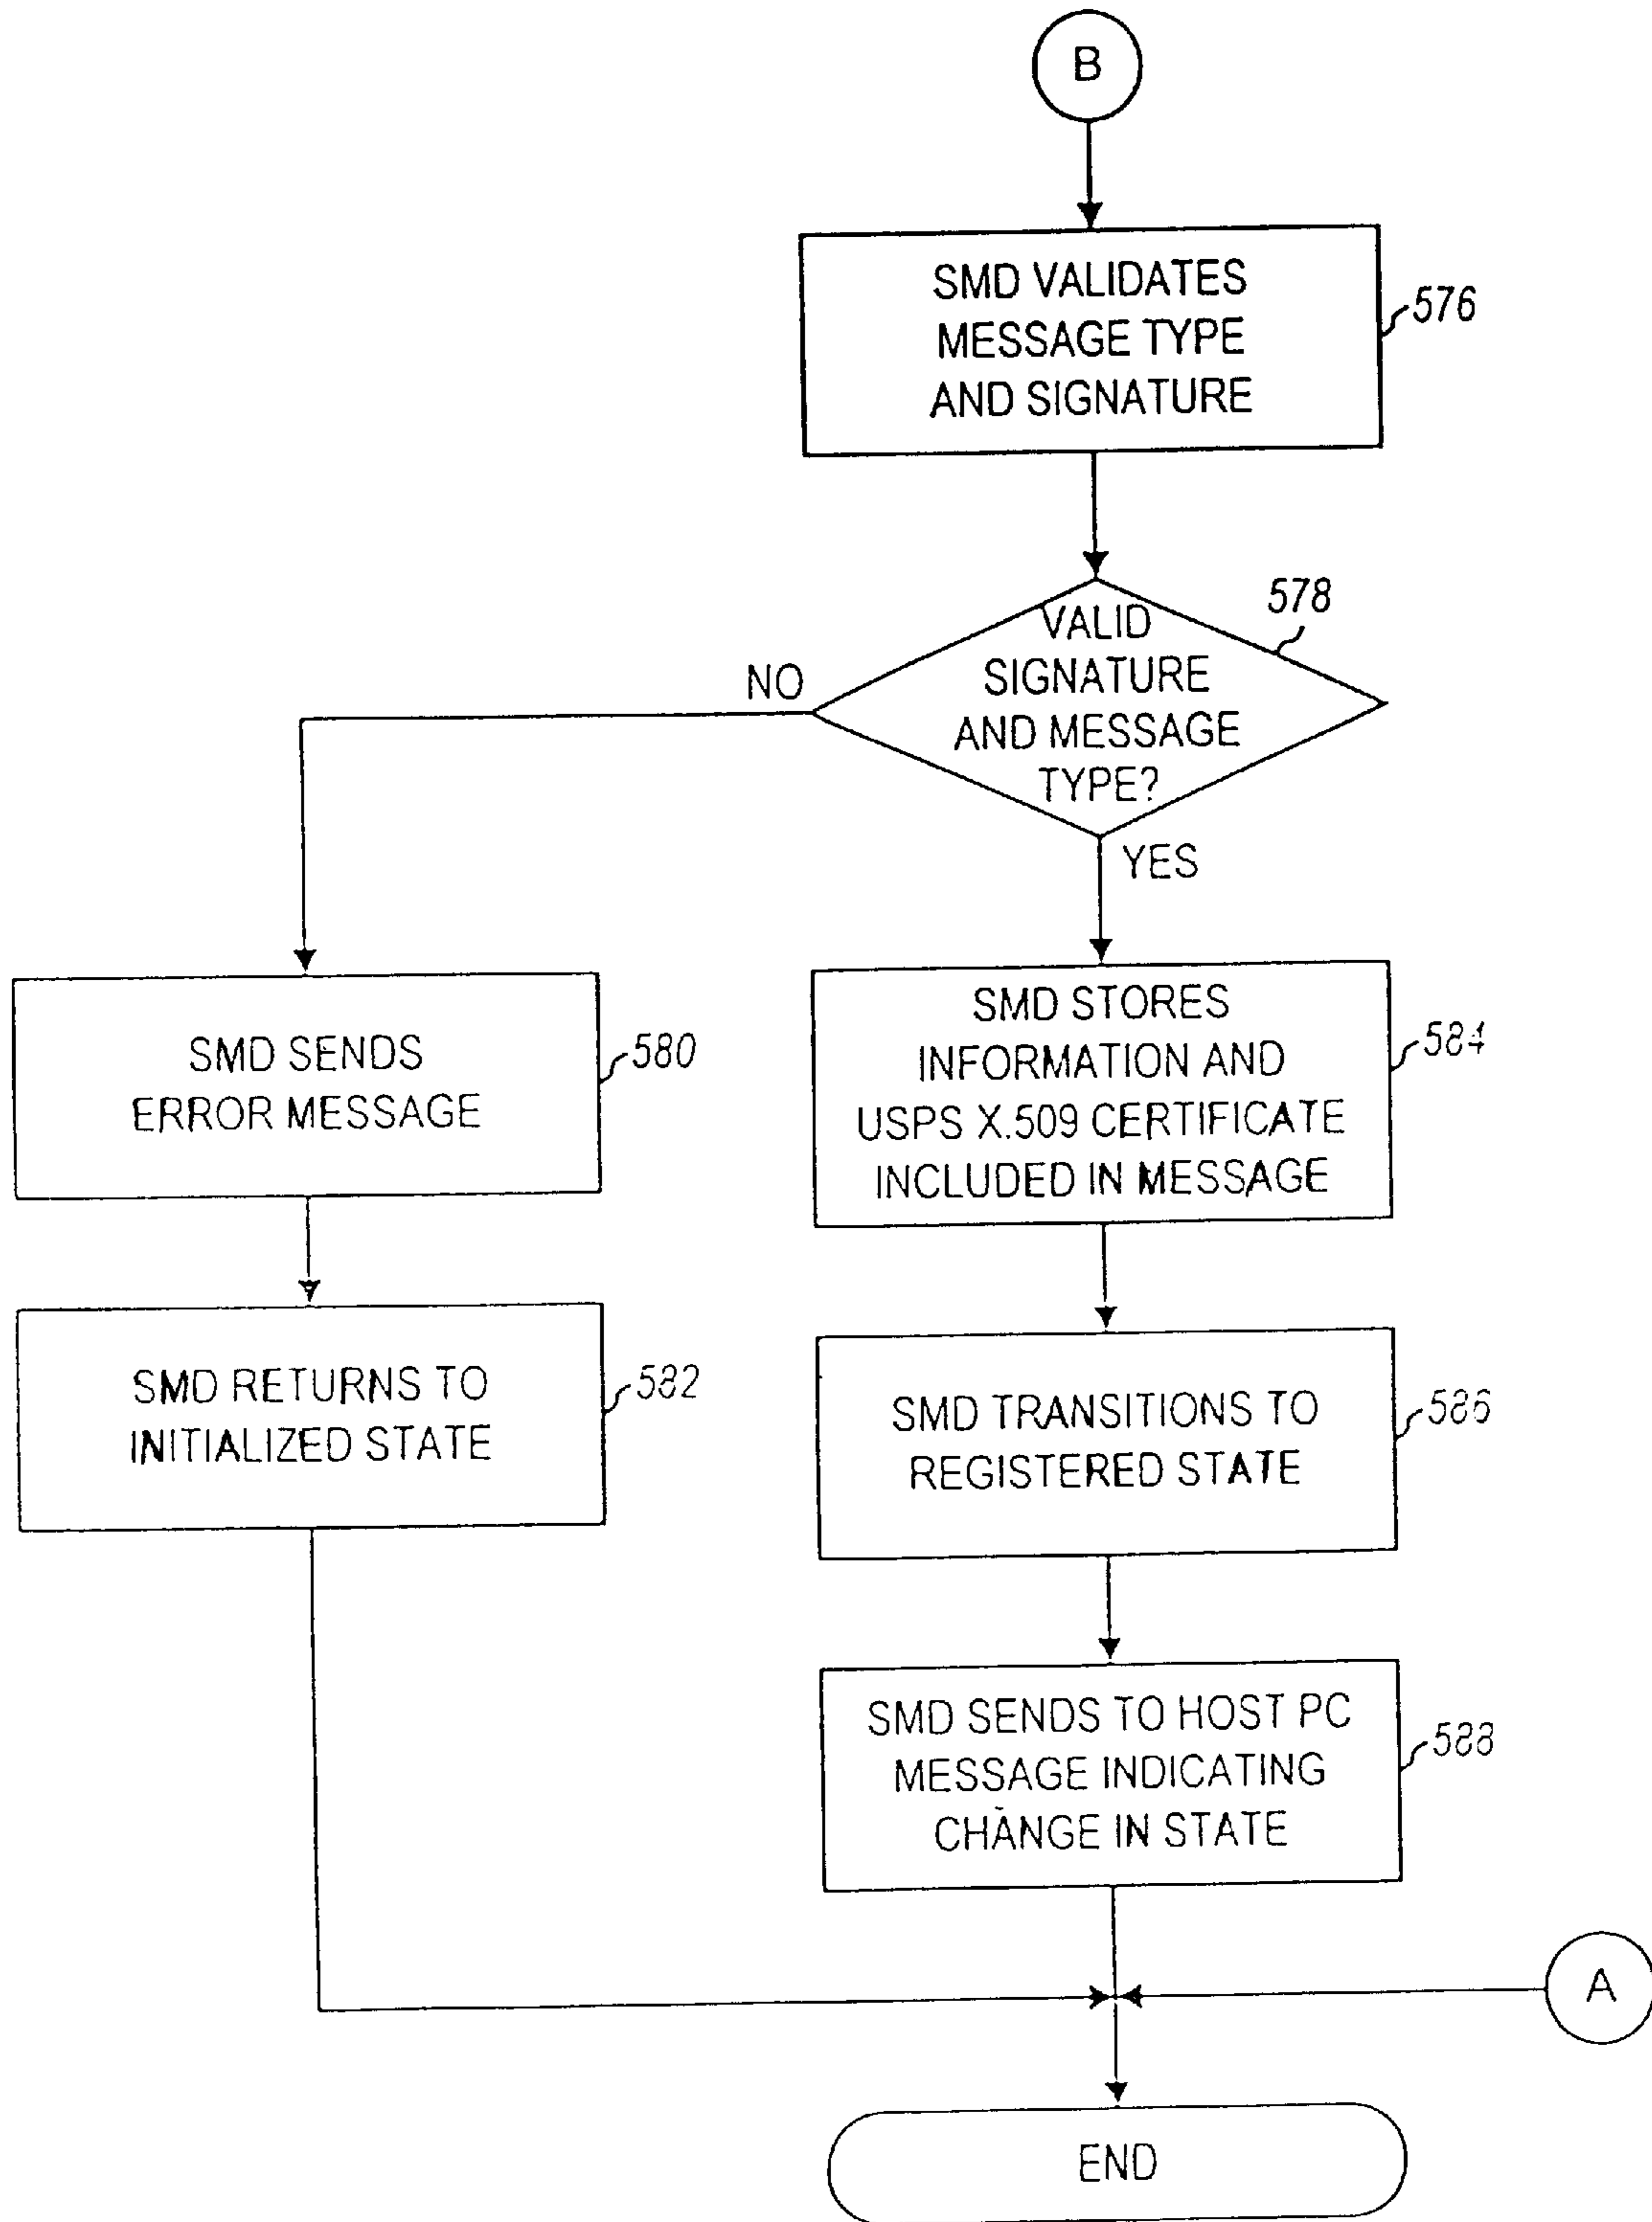 B
SMD VALIDATES
MESSAGE TYPE
AND SIGNATURE
576
578
VALID
SIGNATURE
AND MESSAGE
TYPE?
NO
YES
SMD SENDS
ERROR MESSAGE
580
SMD STORES
INFORMATION AND
USPS X.509 CERTIFICATE
INCLUDED IN MESSAGE
584
SMD RETURNS TO
INITIALIZED STATE
582
SMD TRANSITIONS TO
REGISTERED STATE
586
SMD SENDS TO HOST PC
MESSAGE INDICATING
CHANGE IN STATE
588
A
END